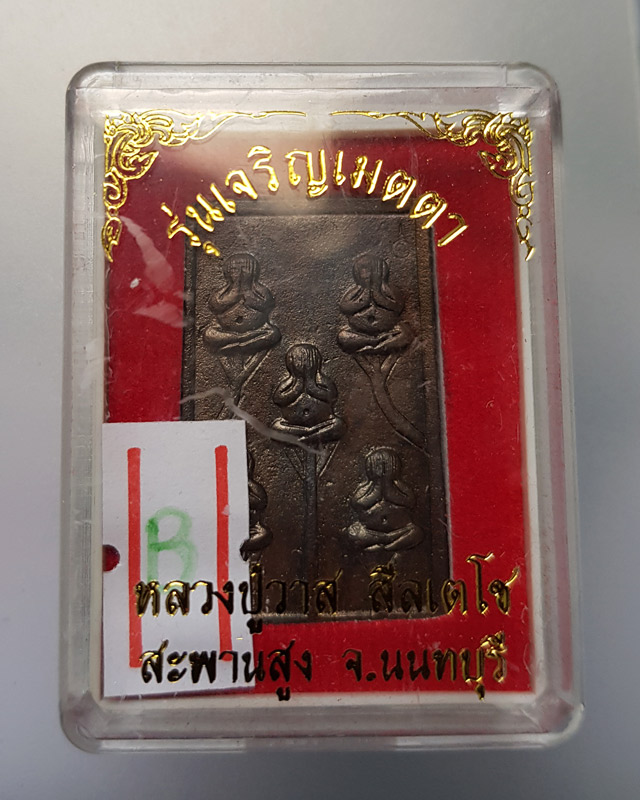 รุ่นเจริญเมตตา
B
หลวงปู่วาส สีลเตโช
สะพานสูง จ.นนทบุรี